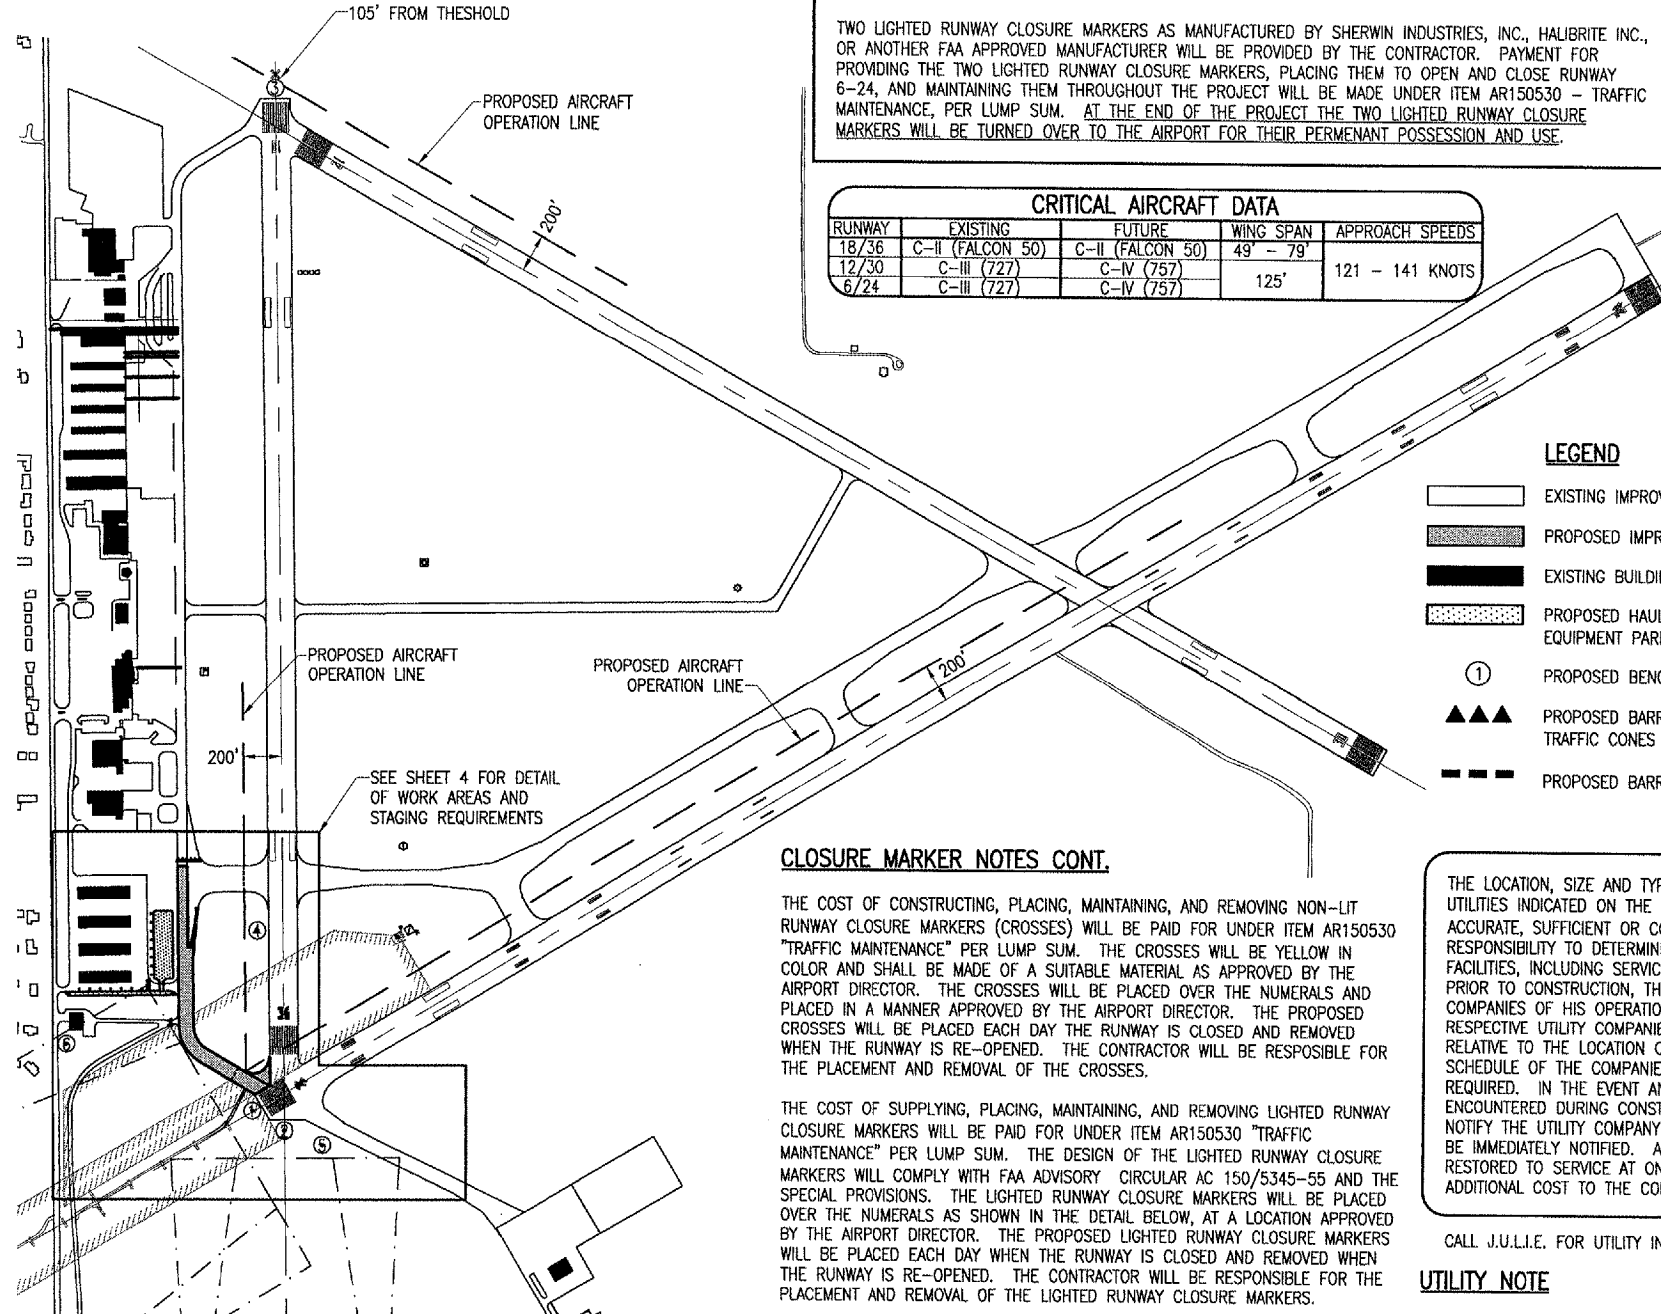 105' FROM THESHOLD
TWO LIGHTED RUNWAY CLOSURE MARKERS AS MANUFACTURED BY SHERWIN INDUSTRIES, INC., HALIBRITE INC.,
OR ANOTHER FAA APPROVED MANUFACTURER WILL BE PROVIDED BY THE CONTRACTOR. PAYMENT FOR
PROVIDING THE TWO LIGHTED RUNWAY CLOSURE MARKERS, PLACING THEM TO OPEN AND CLOSE RUNWAY
6-24, AND MAINTAINING THEM THROUGHOUT THE PROJECT WILL BE MADE UNDER ITEM AR150530 – TRAFFIC
MAINTENANCE, PER LUMP SUM. AT THE END OF THE PROJECT THE TWO LIGHTED RUNWAY CLOSURE
MARKERS WILL BE TURNED OVER TO THE AIRPORT FOR THEIR PERMENANT POSSESSION AND USE.
3
PROPOSED AIRCRAFT
OPERATION LINE
200'
CRITICAL AIRCRAFT DATA
RUNWAY EXISTING FUTURE WING SPAN APPROACH SPEEDS
18/36 C-II (FALCON 50) C-II (FALCON 50) 49' – 79'
12/30 C-III (727) C-IV (757)
125' 121 – 141 KNOTS
6/24 C-III (727) C-IV (757)
LEGEND
EXISTING IMPROV
PROPOSED IMPR
EXISTING BUILDI
PROPOSED HAUL
EQUIPMENT PAR
1 PROPOSED BENC
PROPOSED BARR
TRAFFIC CONES
PROPOSED BARR
PROPOSED AIRCRAFT
OPERATION LINE
PROPOSED AIRCRAFT
OPERATION LINE
200'
200'
SEE SHEET 4 FOR DETAIL
OF WORK AREAS AND
STAGING REQUIREMENTS
4
36
6
1
2
5
CLOSURE MARKER NOTES CONT.
THE COST OF CONSTRUCTING, PLACING, MAINTAINING, AND REMOVING NON-LIT
RUNWAY CLOSURE MARKERS (CROSSES) WILL BE PAID FOR UNDER ITEM AR150530
"TRAFFIC MAINTENANCE" PER LUMP SUM. THE CROSSES WILL BE YELLOW IN
COLOR AND SHALL BE MADE OF A SUITABLE MATERIAL AS APPROVED BY THE
AIRPORT DIRECTOR. THE CROSSES WILL BE PLACED OVER THE NUMERALS AND
PLACED IN A MANNER APPROVED BY THE AIRPORT DIRECTOR. THE PROPOSED
CROSSES WILL BE PLACED EACH DAY THE RUNWAY IS CLOSED AND REMOVED
WHEN THE RUNWAY IS RE-OPENED. THE CONTRACTOR WILL BE RESPOSIBLE FOR
THE PLACEMENT AND REMOVAL OF THE CROSSES.
THE COST OF SUPPLYING, PLACING, MAINTAINING, AND REMOVING LIGHTED RUNWAY
CLOSURE MARKERS WILL BE PAID FOR UNDER ITEM AR150530 "TRAFFIC
MAINTENANCE" PER LUMP SUM. THE DESIGN OF THE LIGHTED RUNWAY CLOSURE
MARKERS WILL COMPLY WITH FAA ADVISORY CIRCULAR AC 150/5345-55 AND THE
SPECIAL PROVISIONS. THE LIGHTED RUNWAY CLOSURE MARKERS WILL BE PLACED
OVER THE NUMERALS AS SHOWN IN THE DETAIL BELOW, AT A LOCATION APPROVED
BY THE AIRPORT DIRECTOR. THE PROPOSED LIGHTED RUNWAY CLOSURE MARKERS
WILL BE PLACED EACH DAY WHEN THE RUNWAY IS CLOSED AND REMOVED WHEN
THE RUNWAY IS RE-OPENED. THE CONTRACTOR WILL BE RESPONSIBLE FOR THE
PLACEMENT AND REMOVAL OF THE LIGHTED RUNWAY CLOSURE MARKERS.
THE LOCATION, SIZE AND TYP
UTILITIES INDICATED ON THE
ACCURATE, SUFFICIENT OR CO
RESPONSIBILITY TO DETERMIN
FACILITIES, INCLUDING SERVIC
PRIOR TO CONSTRUCTION, TH
COMPANIES OF HIS OPERATIO
RESPECTIVE UTILITY COMPANIE
RELATIVE TO THE LOCATION O
SCHEDULE OF THE COMPANIE
REQUIRED. IN THE EVENT AN
ENCOUNTERED DURING CONST
NOTIFY THE UTILITY COMPANY
BE IMMEDIATELY NOTIFIED. A
RESTORED TO SERVICE AT ON
ADDITIONAL COST TO THE CO
CALL J.U.L.I.E. FOR UTILITY IN
UTILITY NOTE